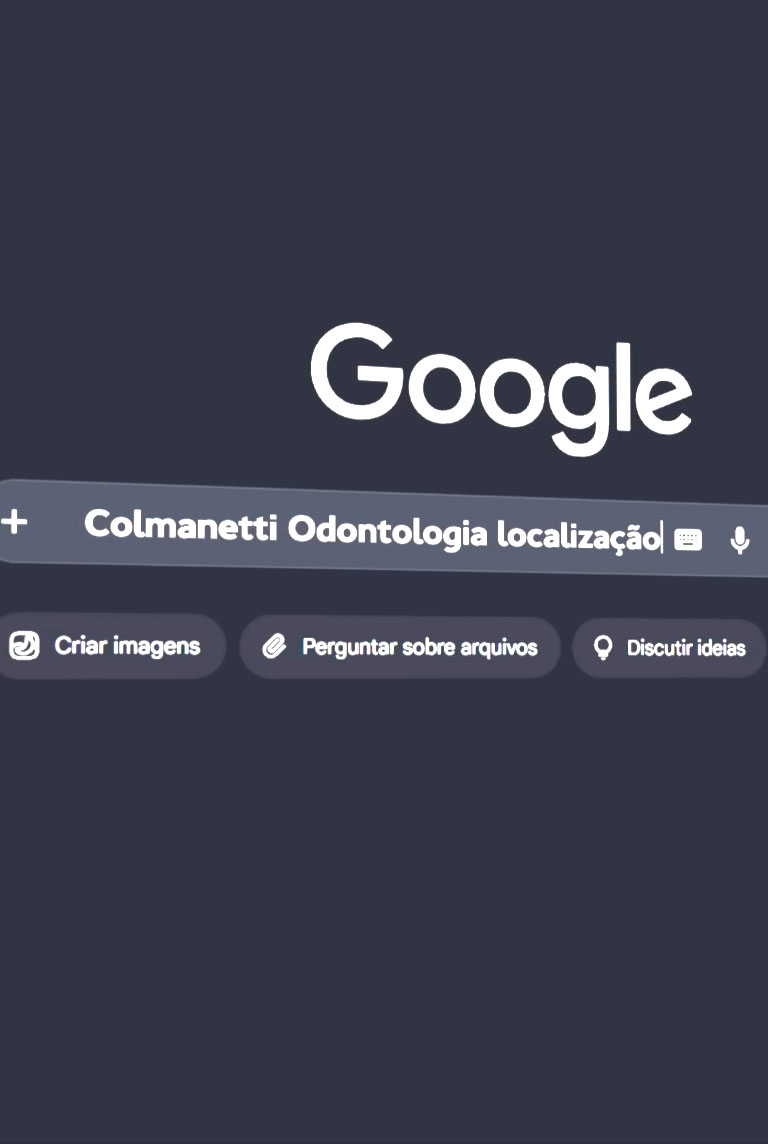 Google
Colmanetti Odontologia localização
Criar imagens
Perguntar sobre arquivos
Discutir ideias